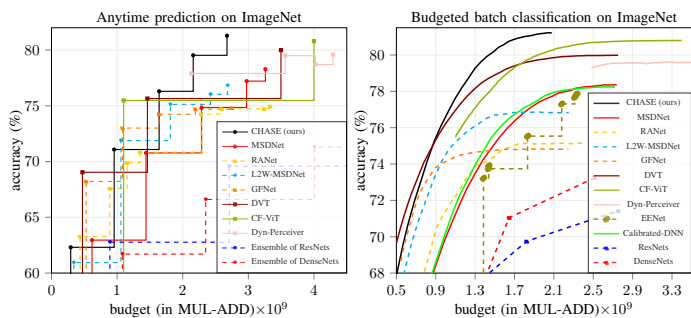 Anytime prediction on ImageNet
accuracy (%)
80
75
70
65
60
0
1
2
3
4
budget (in MUL-ADD)×10⁹
CHASE (ours)
MSDNet
RANet
L2W-MSDNet
GFNet
DVT
CF-ViT
Dyn-Perceiver
Ensemble of ResNets
Ensemble of DenseNets
Budgeted batch classification on ImageNet
accuracy (%)
80
78
76
74
72
70
68
0.5
0.9
1.3
1.7
2.1
2.5
2.9
3.3
budget (in MUL-ADD)×10⁹
CHASE (ours)
MSDNet
RANet
L2W-MSDNet
GFNet
DVT
CF-ViT
Dyn-Perceiver
EENet
Calibrated-DNN
ResNets
DenseNets